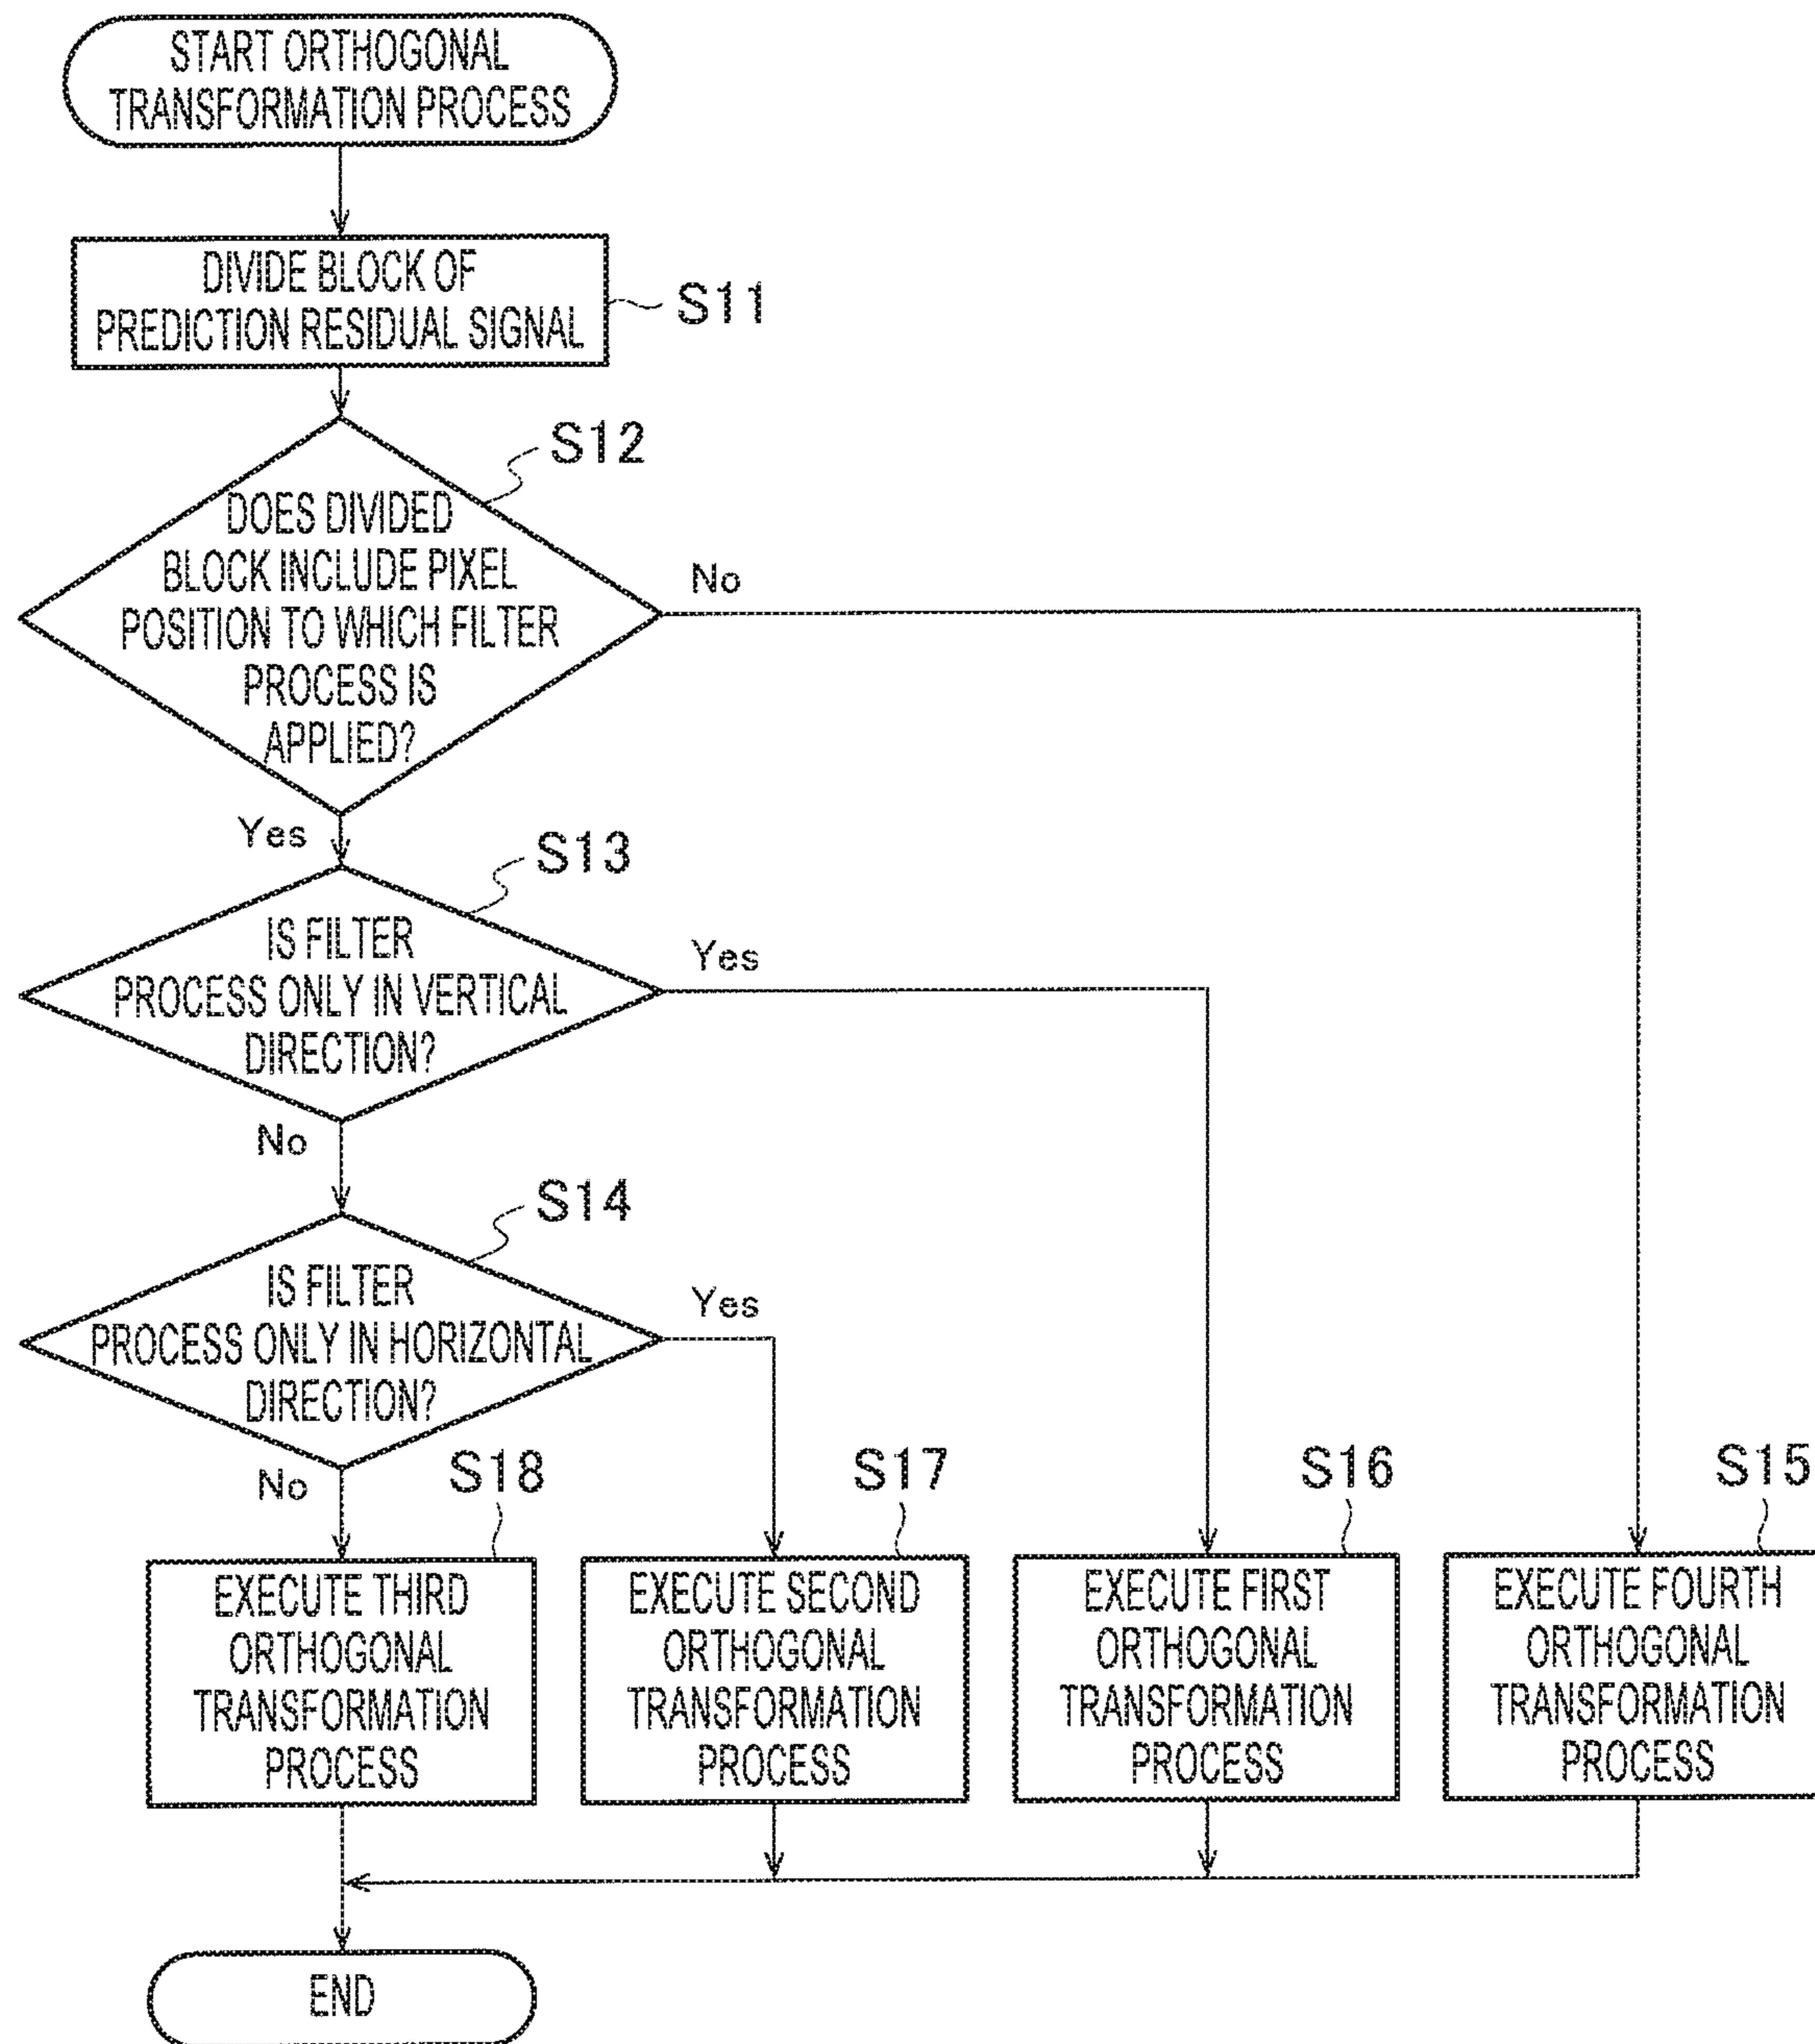 START ORTHOGONAL
TRANSFORMATION PROCESS
DIVIDE BLOCK OF
PREDICTION RESIDUAL SIGNAL
S11
S12
DOES DIVIDED
BLOCK INCLUDE PIXEL
POSITION TO WHICH FILTER
PROCESS IS
APPLIED?
No
Yes
S13
IS FILTER
PROCESS ONLY IN VERTICAL
DIRECTION?
Yes
No
S14
IS FILTER
PROCESS ONLY IN HORIZONTAL
DIRECTION?
Yes
No
S18
EXECUTE THIRD
ORTHOGONAL
TRANSFORMATION
PROCESS
S17
EXECUTE SECOND
ORTHOGONAL
TRANSFORMATION
PROCESS
S16
EXECUTE FIRST
ORTHOGONAL
TRANSFORMATION
PROCESS
S15
EXECUTE FOURTH
ORTHOGONAL
TRANSFORMATION
PROCESS
END